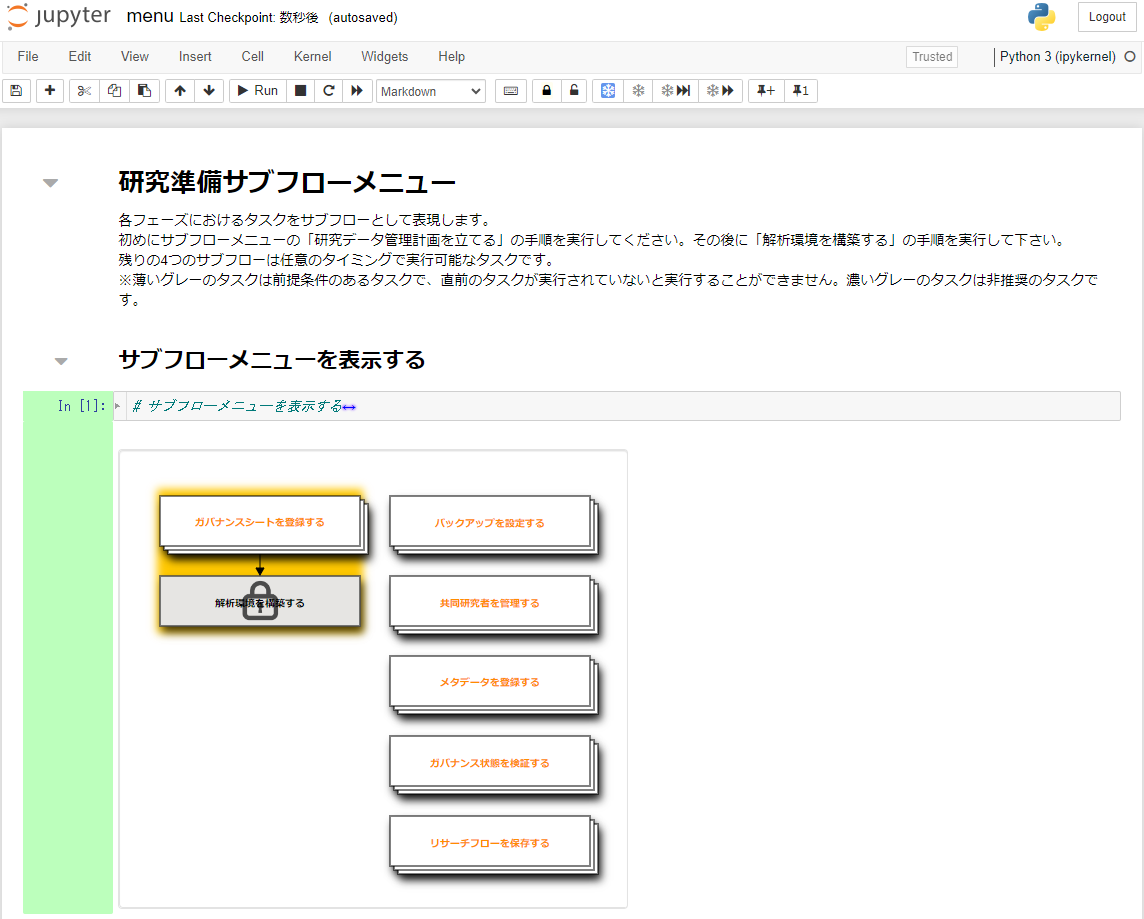 jupyter menu Last Checkpoint: 数秒後 (autosaved) Logout
File Edit View Insert Cell Kernel Widgets Help Trusted Python 3 (ipykernel)
Run Markdown +1
研究準備サブフローメニュー
各フェーズにおけるタスクをサブフローとして表現します。
初めにサブフローメニューの「研究データ管理計画を立てる」の手順を実行してください。その後に「解析環境を構築する」の手順を実行して下さい。
残りの4つのサブフローは任意のタイミングで実行可能なタスクです。
※薄いグレーのタスクは前提条件のあるタスクで、直前のタスクが実行されていないと実行することができません。濃いグレーのタスクは非推奨のタスクで
す。
サブフローメニューを表示する
In [1]: # サブフローメニューを表示する
ガバナンスシートを登録する
解析環境を構築する
バックアップを設定する
共同研究者を管理する
メタデータを登録する
ガバナンス状態を検証する
リサーチフローを保存する